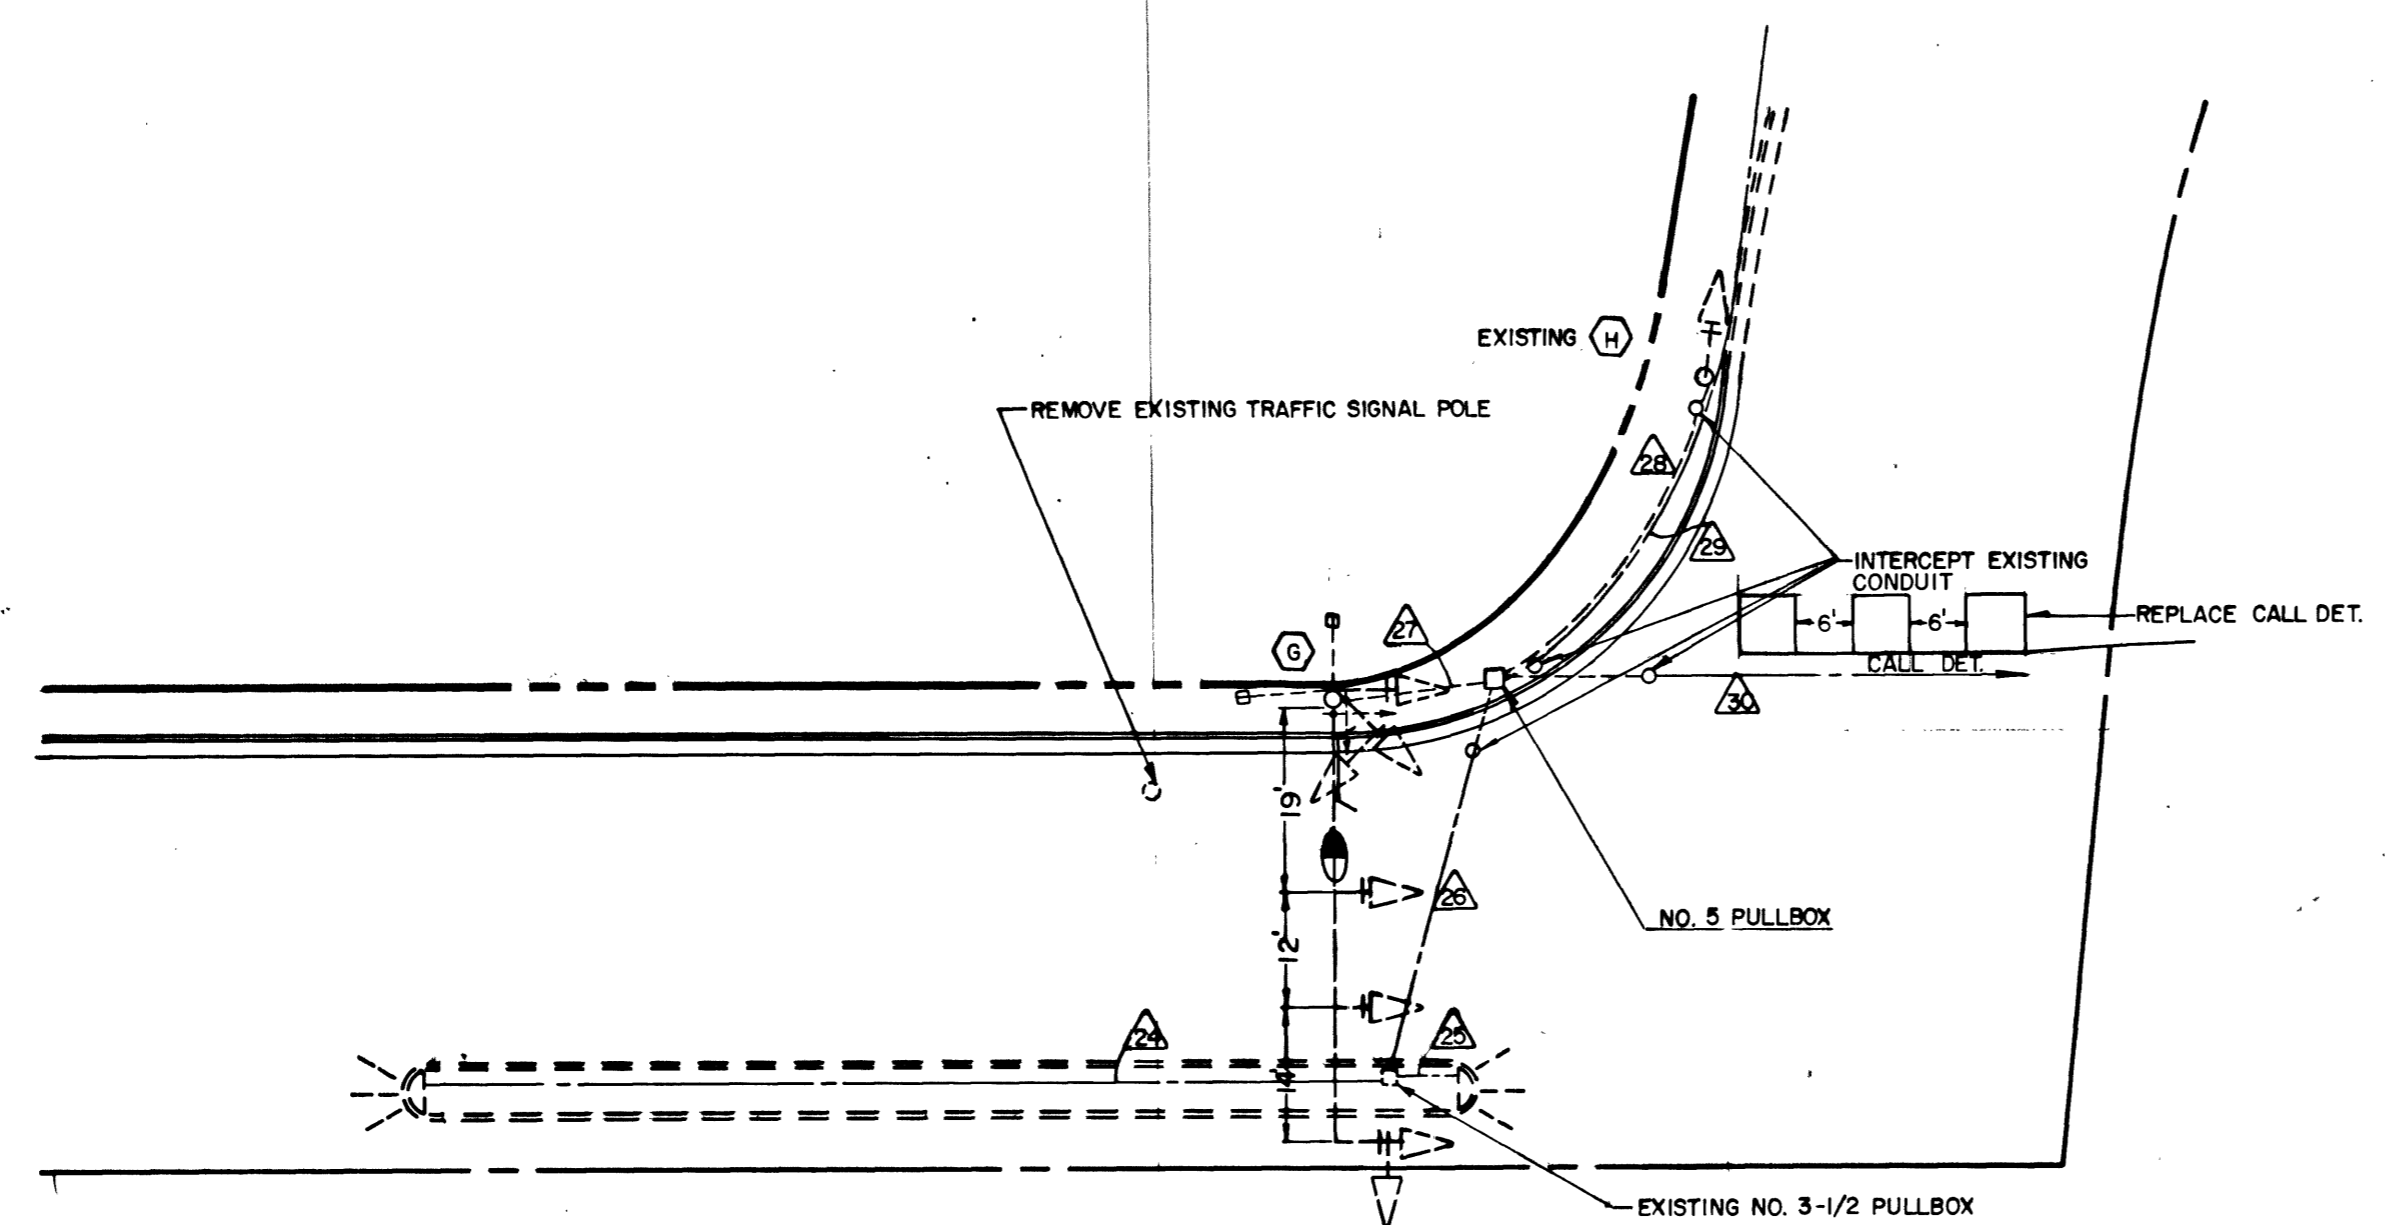 EXISTING H
REMOVE EXISTING TRAFFIC SIGNAL POLE
28
29
INTERCEPT EXISTING
CONDUIT
6' 6'
REPLACE CALL DET.
27
G
CALL DET.
30
19'
26
NO. 5 PULLBOX
12'
24
25
14'
EXISTING NO. 3-1/2 PULLBOX